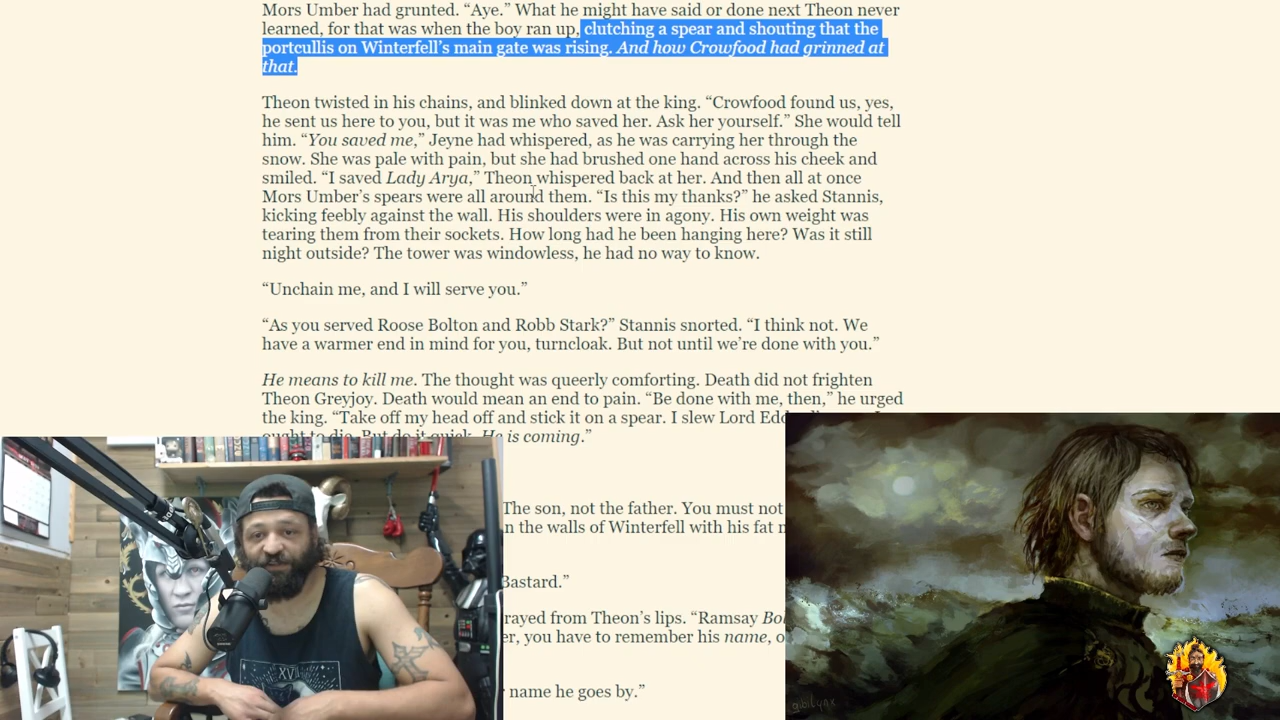 Mors Umber had grunted. “Aye.” What he might have said or done next Theon never
learned, for that was when the boy ran up, clutching a spear and shouting that the
portcullis on Winterfell’s main gate was rising. And how Crowfood had grinned at
that.
Theon twisted in his chains, and blinked down at the king. “Crowfood found us, yes,
he sent us here to you, but it was me who saved her. Ask her yourself.” She would tell
him. “You saved me,” Jeyne had whispered, as he was carrying her through the
snow. She was pale with pain, but she had brushed one hand across his cheek and
smiled. “I saved Lady Arya,” Theon whispered back at her. And then all at once
Mors Umber’s spears were all around them. “Is this my thanks?” he asked Stannis,
kicking feebly against the wall. His shoulders were in agony. His own weight was
tearing them from their sockets. How long had he been hanging here? Was it still
night outside? The tower was windowless, he had no way to know.
“Unchain me, and I will serve you.”
“As you served Roose Bolton and Robb Stark?” Stannis snorted. “I think not. We
have a warmer end in mind for you, turncloak. But not until we’re done with you.”
He means to kill me. The thought was queerly comforting. Death did not frighten
Theon Greyjoy. Death would mean an end to pain. “Be done with me, then,” he urged
the king. “Take off my head off and stick it on a spear. I slew Lord
He is coming.”
The son, not the father. You must not
the walls of Winterfell with his fat
Bastard.”
from Theon’s lips. “Ramsay
you have to remember his name,
name he goes by.”
XVI
gibilynx